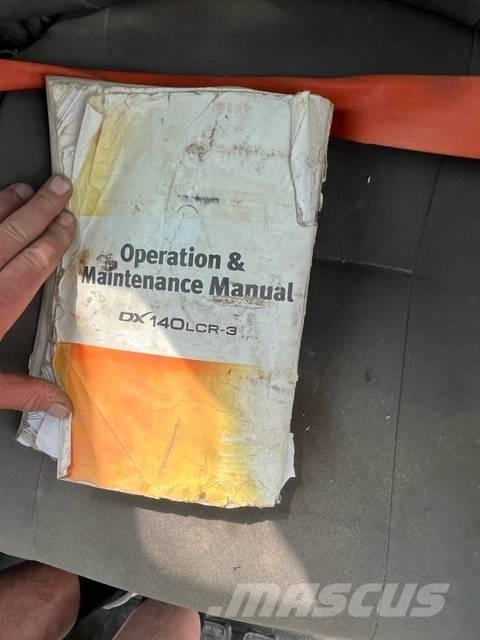 Operation &
Maintenance Manual
DX140LCR-3
mascus